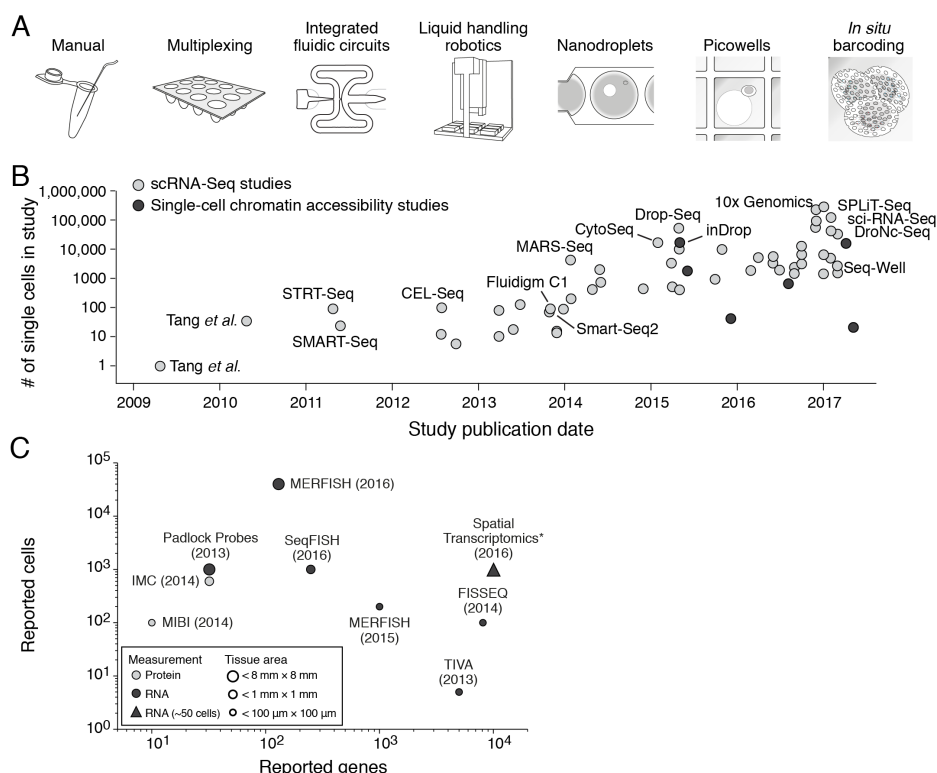 A
Manual
Multiplexing
Integrated
fluidic circuits
Liquid handling
robotics
Nanodroplets
Picowells
In situ
barcoding
B
# of single cells in study
1,000,000
100,000
10,000
1000
100
10
1
scRNA-Seq studies
Single-cell chromatin accessibility studies
Tang et al.
Tang et al.
STRT-Seq
SMART-Seq
CEL-Seq
Fluidigm C1
Smart-Seq2
MARS-Seq
CytoSeq
Drop-Seq
inDrop
10x Genomics
SPLiT-Seq
sci-RNA-Seq
DroNc-Seq
Seq-Well
2009
2010
2011
2012
2013
2014
2015
2016
2017
Study publication date
C
Reported cells
10⁵
10⁴
10³
10²
10¹
10⁰
MERFISH (2016)
Padlock Probes
(2013)
IMC (2014)
MIBI (2014)
SeqFISH
(2016)
MERFISH
(2015)
Spatial
Transcriptomics*
(2016)
FISSEQ
(2014)
TIVA
(2013)
Measurement
Protein
RNA
RNA (~50 cells)
Tissue area
< 8 mm × 8 mm
< 1 mm × 1 mm
< 100 µm × 100 µm
10¹
10²
10³
10⁴
Reported genes